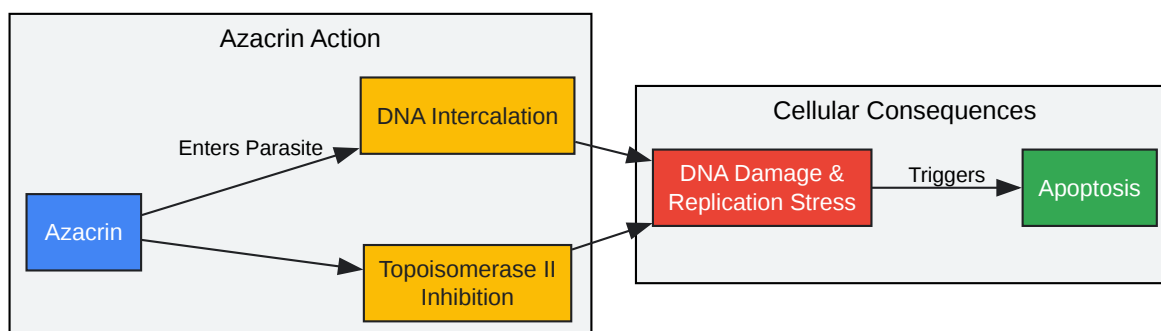 Azacrin Action
Azacrin
Enters Parasite
DNA Intercalation
Topoisomerase II
Inhibition
Cellular Consequences
DNA Damage &
Replication Stress
Triggers
Apoptosis